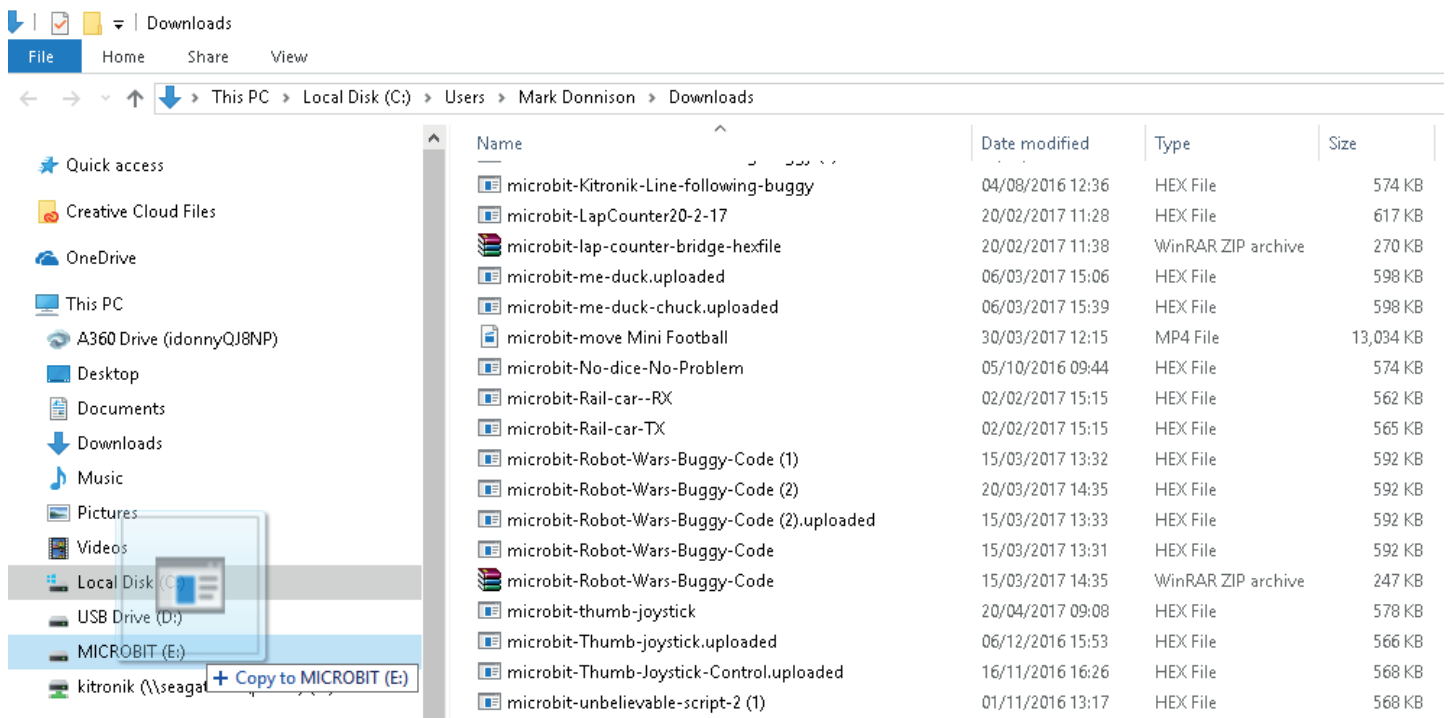 Downloads
File Home Share View
This PC > Local Disk (C:) > Users > Mark Donnison > Downloads
Name Date modified Type Size
Quick access
Creative Cloud Files
OneDrive
This PC
A360 Drive (idonnyQJ8NP)
Desktop
Documents
Downloads
Music
Pictures
Videos
Local Disk (C:)
USB Drive (D:)
MICROBIT (E:)
+ Copy to MICROBIT (E:)
kitronik (\\seagat
microbit-Kitronik-Line-following-buggy 04/08/2016 12:36 HEX File 574 KB
microbit-LapCounter20-2-17 20/02/2017 11:28 HEX File 617 KB
microbit-lap-counter-bridge-hexfile 20/02/2017 11:38 WinRAR ZIP archive 270 KB
microbit-me-duck.uploaded 06/03/2017 15:06 HEX File 598 KB
microbit-me-duck-chuck.uploaded 06/03/2017 15:39 HEX File 598 KB
microbit-move Mini Football 30/03/2017 12:15 MP4 File 13,034 KB
microbit-No-dice-No-Problem 05/10/2016 09:44 HEX File 574 KB
microbit-Rail-car--RX 02/02/2017 15:15 HEX File 562 KB
microbit-Rail-car-TX 02/02/2017 15:15 HEX File 565 KB
microbit-Robot-Wars-Buggy-Code (1) 15/03/2017 13:32 HEX File 592 KB
microbit-Robot-Wars-Buggy-Code (2) 20/03/2017 14:35 HEX File 592 KB
microbit-Robot-Wars-Buggy-Code (2).uploaded 15/03/2017 13:33 HEX File 592 KB
microbit-Robot-Wars-Buggy-Code 15/03/2017 13:31 HEX File 592 KB
microbit-Robot-Wars-Buggy-Code 15/03/2017 14:35 WinRAR ZIP archive 247 KB
microbit-thumb-joystick 20/04/2017 09:08 HEX File 578 KB
microbit-Thumb-joystick.uploaded 06/12/2016 15:53 HEX File 566 KB
microbit-Thumb-Joystick-Control.uploaded 16/11/2016 16:26 HEX File 568 KB
microbit-unbelievable-script-2 (1) 01/11/2016 13:17 HEX File 568 KB